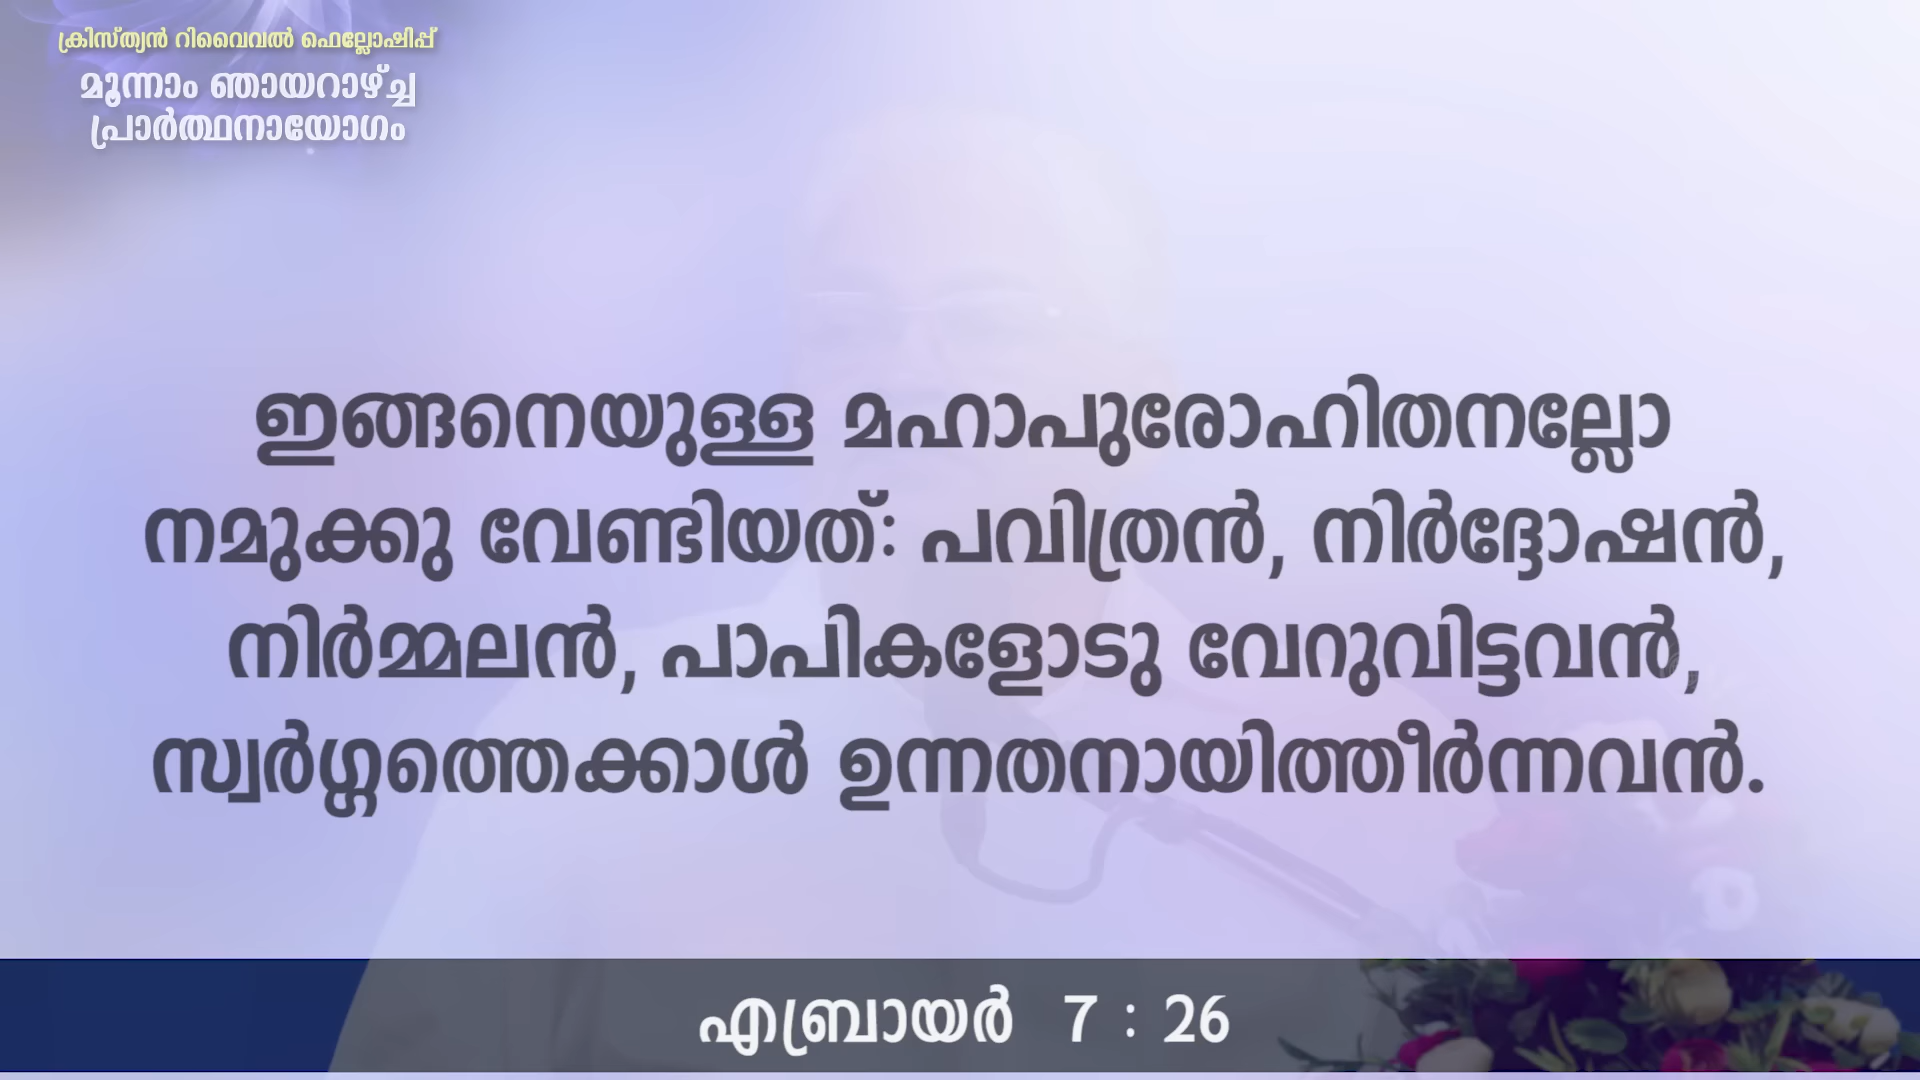 ക്രിസ്ത്യൻ റിവൈവൽ ഫെല്ലോഷിപ്പ്
മൂന്നാം ഞായറാഴ്ച്ച
പ്രാർത്ഥനായോഗം
ഇങ്ങനെയുള്ള മഹാപുരോഹിതനല്ലോ
നമുക്കു വേണ്ടിയത്: പവിത്രൻ, നിർദ്ദോഷൻ,
നിർമ്മലൻ, പാപികളോടു വേറുവിട്ടവൻ,
സ്വർഗ്ഗത്തെക്കാൾ ഉന്നതനായിത്തീർന്നവൻ.
എബ്രായർ 7 : 26